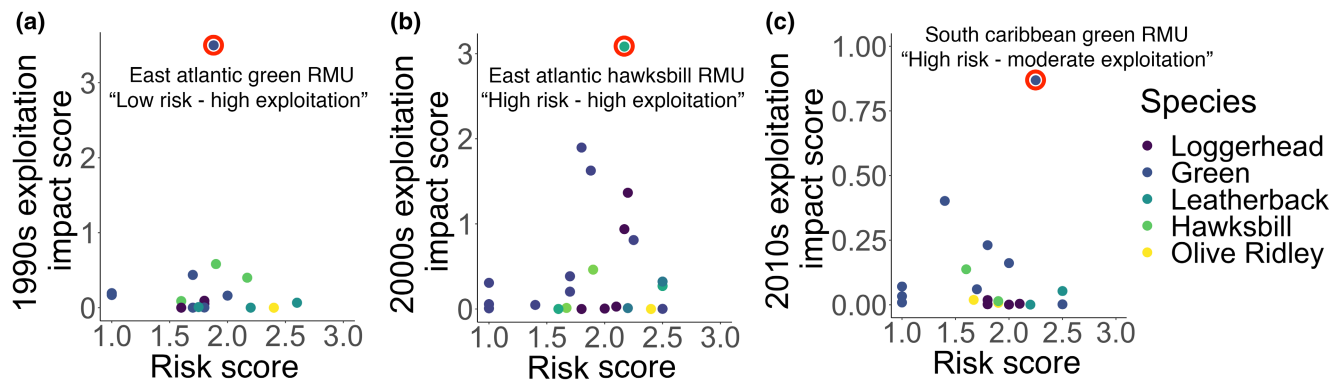 (a)
1990s exploitation
impact score
3
2
1
0
East atlantic green RMU
“Low risk - high exploitation”
1.0
1.5
2.0
2.5
3.0
Risk score
(b)
2000s exploitation
impact score
3
2
1
0
East atlantic hawksbill RMU
“High risk - high exploitation”
1.0
1.5
2.0
2.5
3.0
Risk score
(c)
2010s exploitation
impact score
1.00
0.75
0.50
0.25
0.00
South caribbean green RMU
“High risk - moderate exploitation”
1.0
1.5
2.0
2.5
3.0
Risk score
Species
Loggerhead
Green
Leatherback
Hawksbill
Olive Ridley